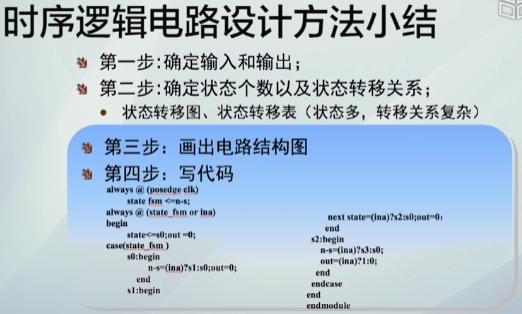 时序逻辑电路设计方法小结
第一步:确定输入和输出；
第二步:确定状态个数以及状态转移关系；
状态转移图、状态转移表（状态多，转移关系复杂）
第三步：画出电路结构图
第四步：写代码
always @ (posedge clk)
state fsm <=n-s;
always @ (state_fsm or ina)
begin
state<=s0;out =0;
case(state_fsm )
s0:begin
n-s=(ina)?s1:s0;out=0;
end
s1:begin
next state=(ina)?s2:s0;out=0;
end
s2:begin
n-s=(ina)?s3:s0;
out=(ina)?1:0;
end
endcase
end
endmodule